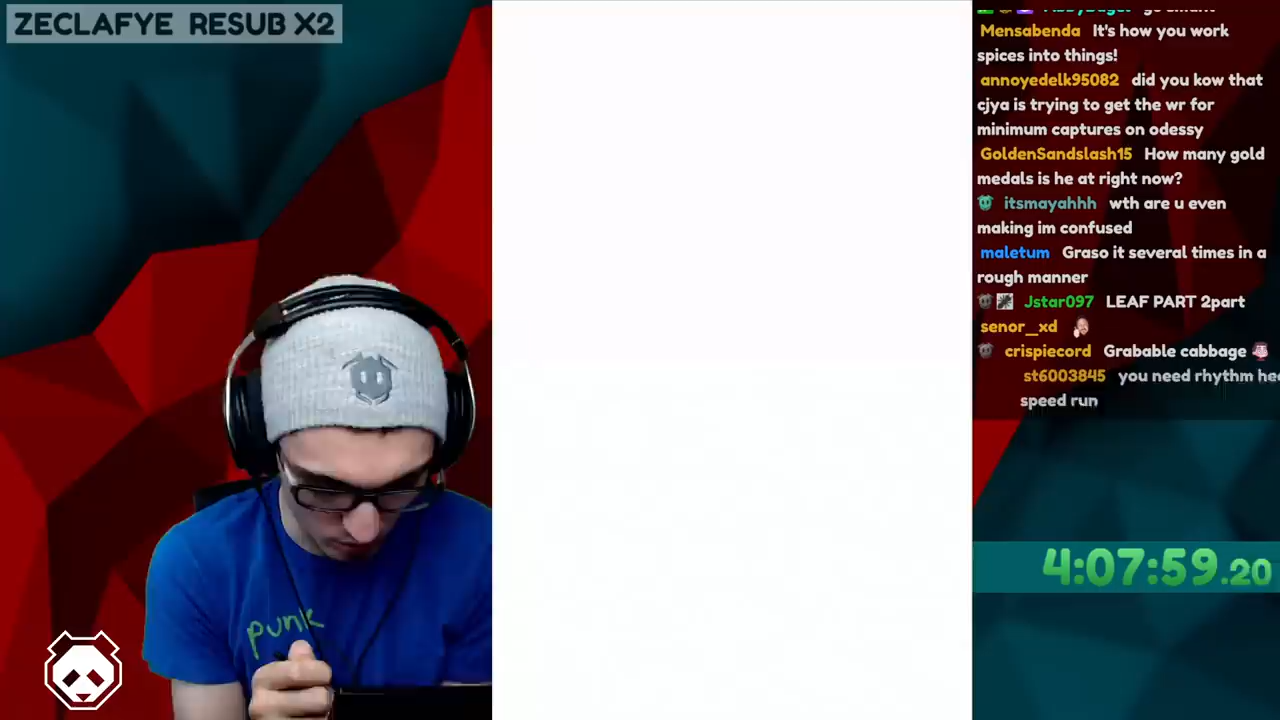 ZECLAFYE RESUB X2
Mensabenda It's how you work
spices into things!
annoyedelk95082 did you kow that
cjya is trying to get the wr for
minimum captures on odessy
GoldenSandslash15 How many gold
medals is he at right now?
itsmayahhh wth are u even
making im confused
maletum Graso it several times in a
rough manner
Jstar097 LEAF PART 2part
senor_xd
crispiecord Grabable cabbage
st6003845 you need rhythm hea
speed run
4:07:59.20
punk